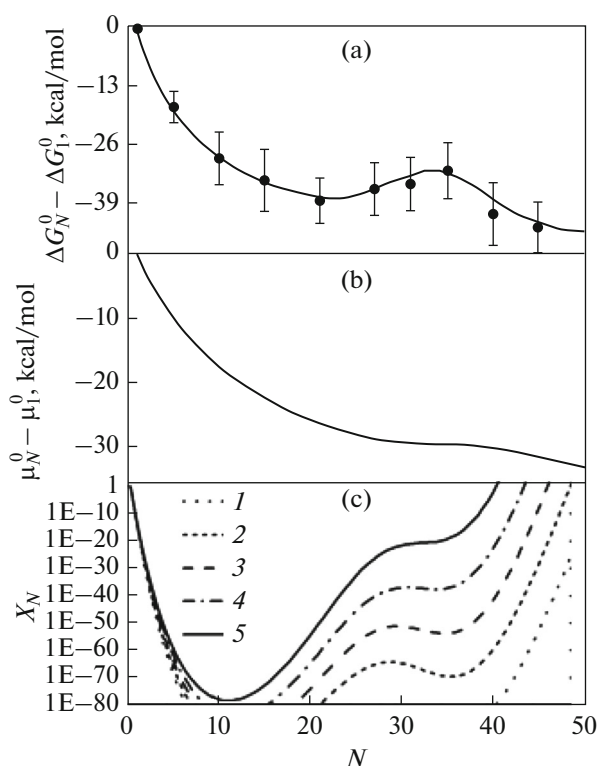 0
(a)
−13
−26
−39
ΔG⁰_N − ΔG⁰_1, kcal/mol
0
(b)
−10
−20
−30
μ⁰_N − μ⁰_1, kcal/mol
1
(c)
1E−10
1E−20
1E−30
1E−40
1E−50
1E−60
1E−70
1E−80
X_N
1
2
3
4
5
0 10 20 30 40 50
N